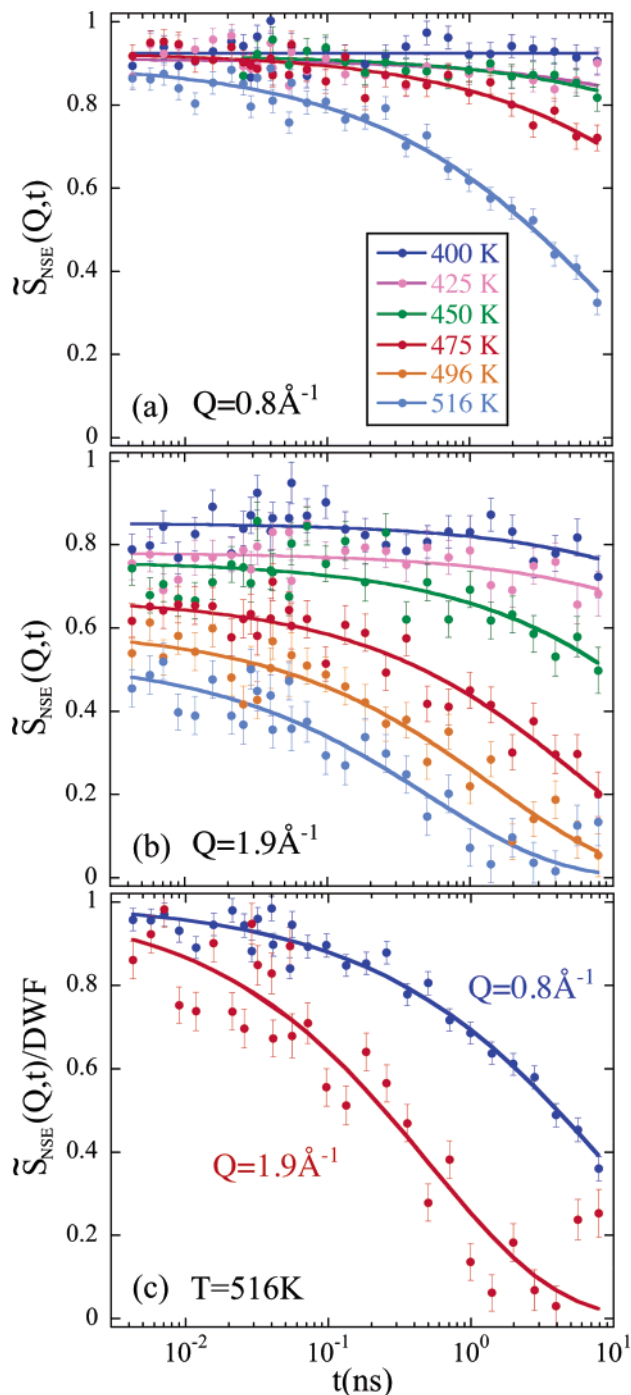 1
0.8
0.6
0.4
0.2
0
S̃NSE(Q,t)
400 K
425 K
450 K
475 K
496 K
516 K
(a) Q=0.8Å⁻¹
1
0.8
0.6
0.4
0.2
0
S̃NSE(Q,t)
(b) Q=1.9Å⁻¹
1
0.8
0.6
0.4
0.2
0
S̃NSE(Q,t)/DWF
Q=0.8Å⁻¹
Q=1.9Å⁻¹
(c) T=516K
10⁻² 10⁻¹ 10⁰ 10¹
t(ns)